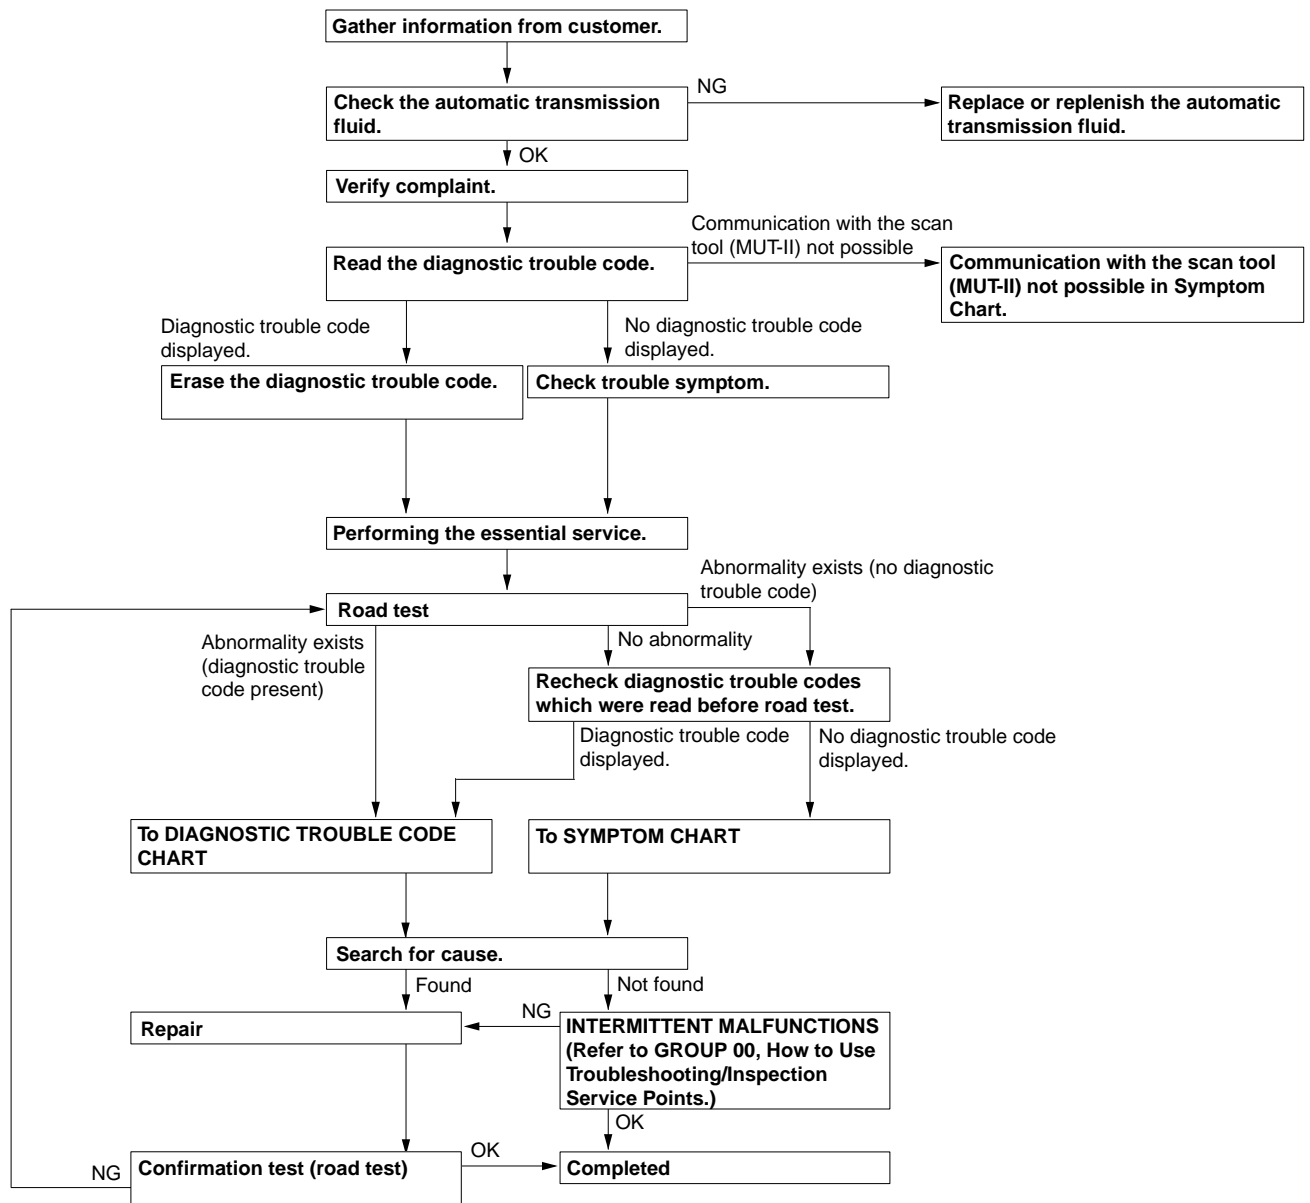 Gather information from customer.
NG
Check the automatic transmission
fluid.
Replace or replenish the automatic
transmission fluid.
OK
Verify complaint.
Communication with the scan
tool (MUT-II) not possible
Read the diagnostic trouble code.
Communication with the scan tool
(MUT-II) not possible in Symptom
Chart.
Diagnostic trouble code
displayed.
No diagnostic trouble code
displayed.
Erase the diagnostic trouble code.
Check trouble symptom.
Performing the essential service.
Abnormality exists (no diagnostic
trouble code)
Road test
Abnormality exists
(diagnostic trouble
code present)
No abnormality
Recheck diagnostic trouble codes
which were read before road test.
Diagnostic trouble code
displayed.
No diagnostic trouble code
displayed.
To DIAGNOSTIC TROUBLE CODE
CHART
To SYMPTOM CHART
Search for cause.
Found
Not found
NG
Repair
INTERMITTENT MALFUNCTIONS
(Refer to GROUP 00, How to Use
Troubleshooting/Inspection
Service Points.)
OK
NG
Confirmation test (road test)
OK
Completed